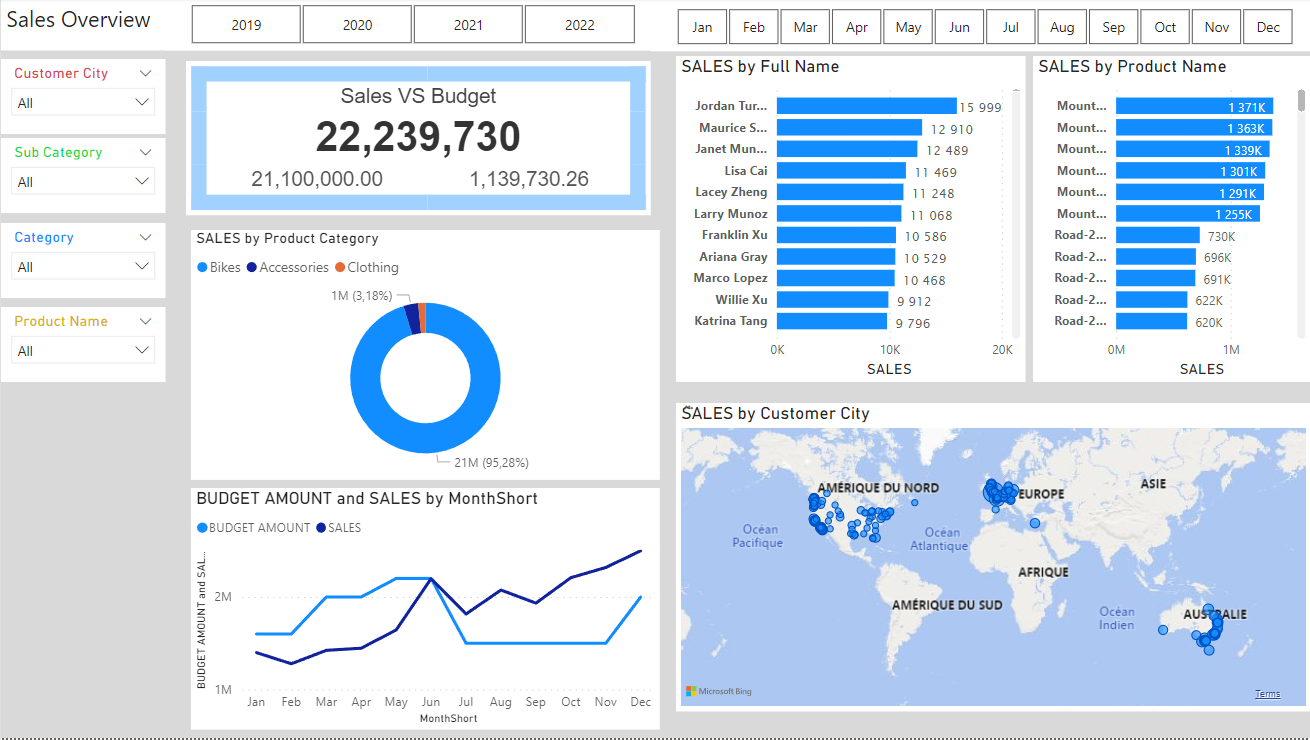 Sales Overview
2019
2020
2021
2022
Jan
Feb
Mar
Apr
May
Jun
Jul
Aug
Sep
Oct
Nov
Dec
Customer City
All
Sub Category
All
Category
All
Product Name
All
Sales VS Budget
22,239,730
21,100,000.00 1,139,730.26
SALES by Product Category
Bikes Accessories Clothing
1M (3,18%)
21M (95,28%)
BUDGET AMOUNT and SALES by MonthShort
BUDGET AMOUNT SALES
BUDGET AMOUNT and SAL...
2M
1M
Jan Feb Mar Apr May Jun Jul Aug Sep Oct Nov Dec
MonthShort
SALES by Full Name
Jordan Tur... 15 999
Maurice S... 12 910
Janet Mun... 12 489
Lisa Cai 11 469
Lacey Zheng 11 248
Larry Munoz 11 068
Franklin Xu 10 586
Ariana Gray 10 529
Marco Lopez 10 468
Willie Xu 9 912
Katrina Tang 9 796
0K 10K 20K
SALES
SALES by Product Name
Mount... 1 371K
Mount... 1 363K
Mount... 1 339K
Mount... 1 301K
Mount... 1 291K
Mount... 1 255K
Road-2... 730K
Road-2... 696K
Road-2... 691K
Road-2... 622K
Road-2... 620K
0M 1M
SALES
SALES by Customer City
AMÉRIQUE DU NORD
EUROPE
ASIE
Océan
Pacifique
Océan
Atlantique
AFRIQUE
AMÉRIQUE DU SUD
Océan
Indien
AUSTRALIE
Microsoft Bing
Terms